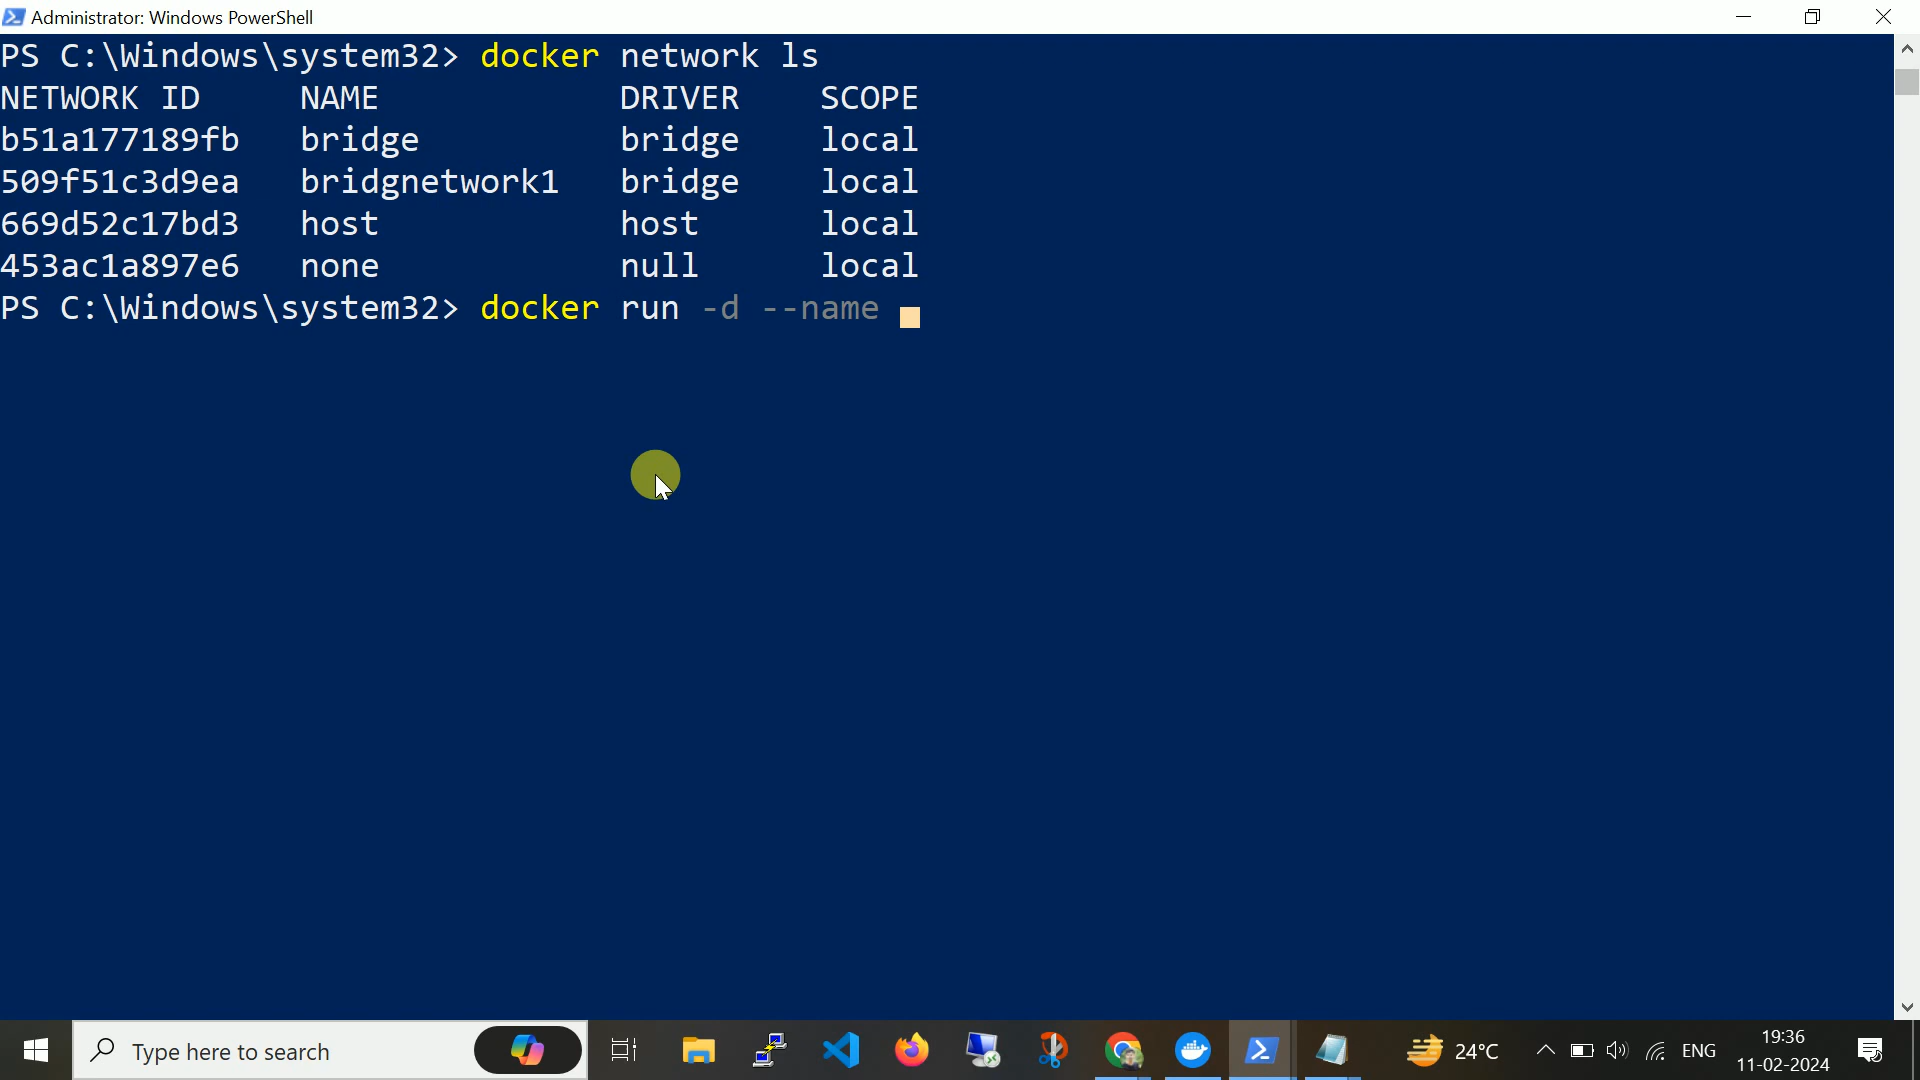 Administrator: Windows PowerShell
PS C:\Windows\system32> docker network ls
NETWORK ID NAME DRIVER SCOPE
b51a177189fb bridge bridge local
509f51c3d9ea bridgnetwork1 bridge local
669d52c17bd3 host host local
453ac1a897e6 none null local
PS C:\Windows\system32> docker run -d --name
Type here to search
24°C
ENG
19:36
11-02-2024